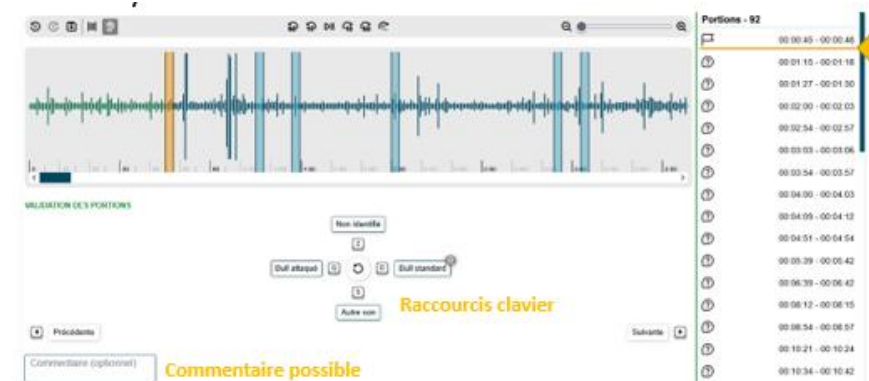 Portions - 92
00:00:45 - 00:00:48
00:01:15 - 00:01:18
00:01:27 - 00:01:30
00:02:00 - 00:02:03
00:02:54 - 00:02:57
00:03:03 - 00:03:06
00:03:54 - 00:03:57
00:04:00 - 00:04:03
00:04:09 - 00:04:12
00:04:51 - 00:04:54
00:05:39 - 00:05:42
00:06:39 - 00:06:42
00:08:12 - 00:08:15
00:08:54 - 00:08:57
00:10:21 - 00:10:24
00:10:34 - 00:10:42
VALIDATION DES PORTIONS
Non identifié
Z
Bull attaqué Q D Bull standard
S
Autre son
Raccourcis clavier
Précédente
Suivante
Commentaire (optionnel)
Commentaire possible